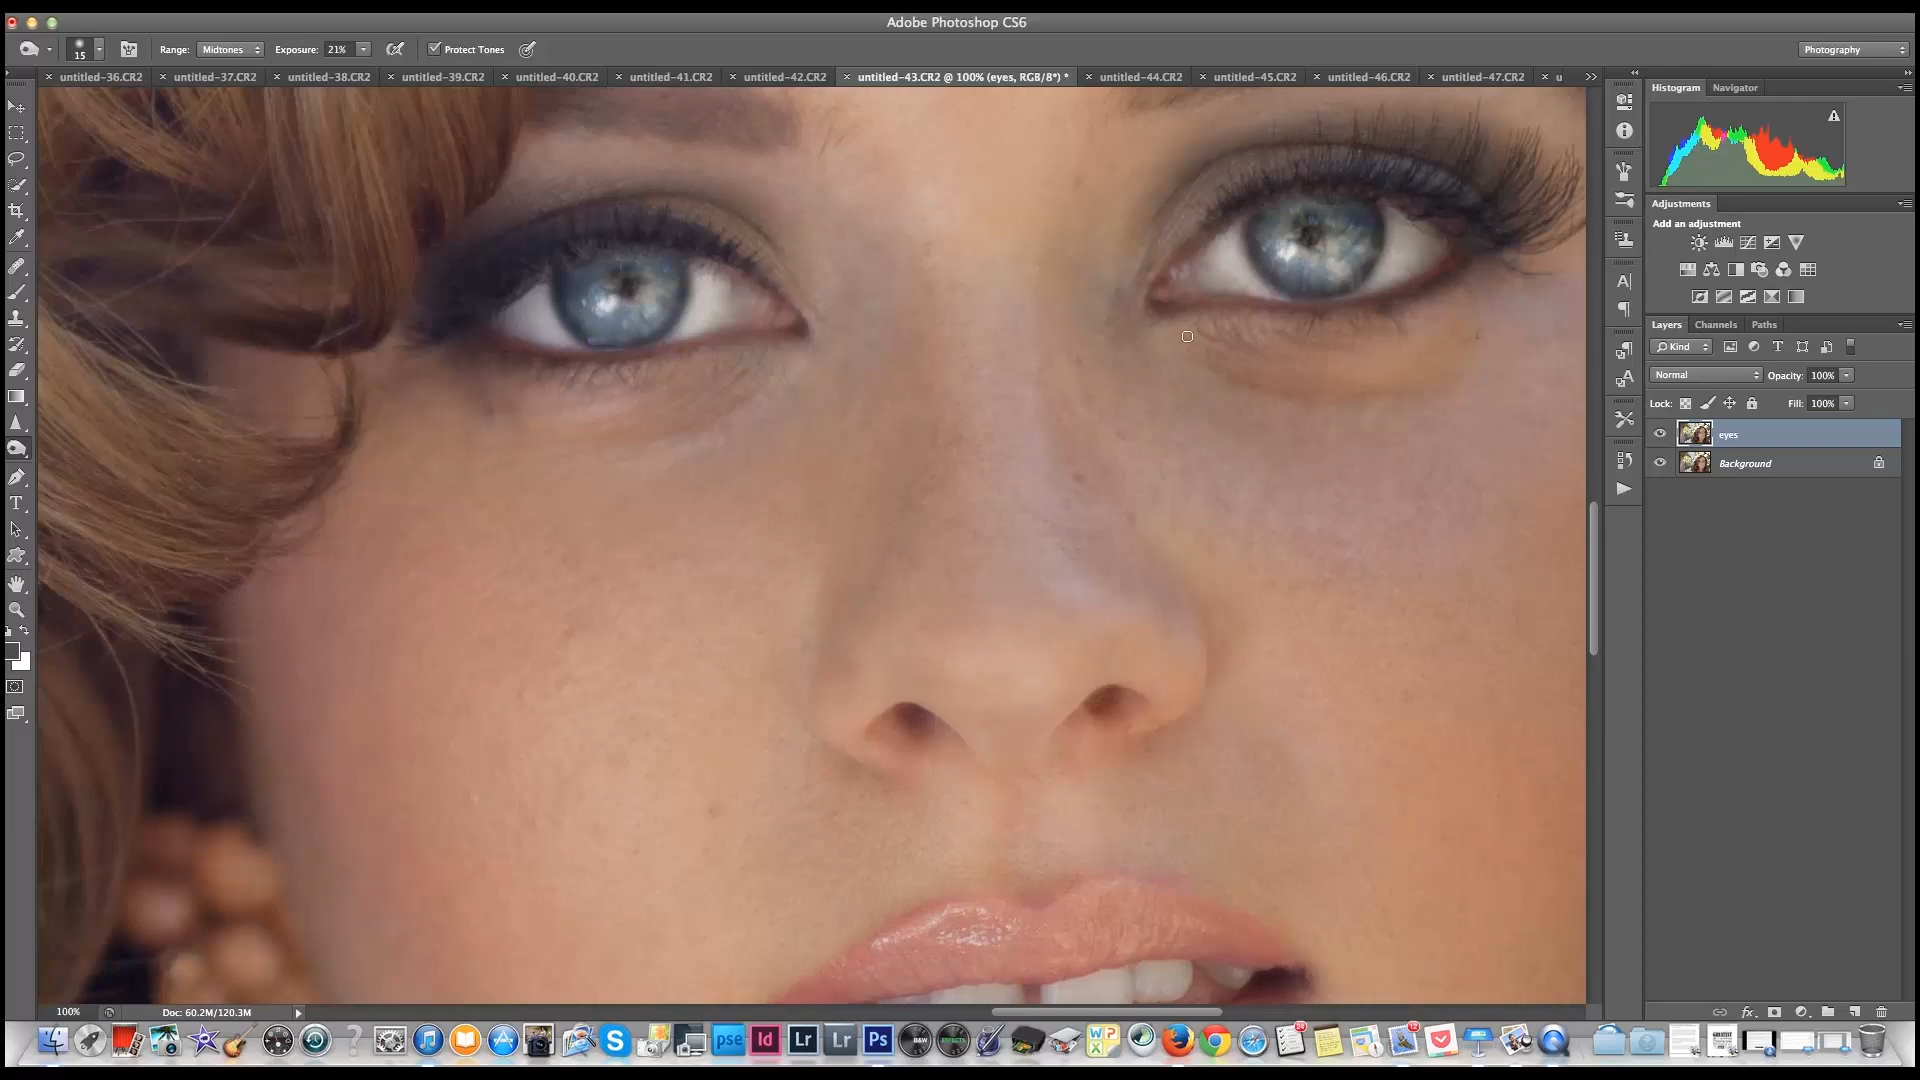 Adobe Photoshop CS6
15 Range: Midtones Exposure: 21% Protect Tones Photography
untitled-36.CR2 untitled-37.CR2 untitled-38.CR2 untitled-39.CR2 untitled-40.CR2 untitled-41.CR2 untitled-42.CR2 untitled-43.CR2 @ 100% (eyes, RGB/8*) * untitled-44.CR2 untitled-45.CR2 untitled-46.CR2 untitled-47.CR2 u
Histogram Navigator
Adjustments
Add an adjustment
Layers Channels Paths
Kind
Normal Opacity: 100%
Lock: Fill: 100%
eyes
Background
100% Doc: 60.2M/120.3M
pse Id Lr Lr Ps B&W EFFECTS W P X 24 12